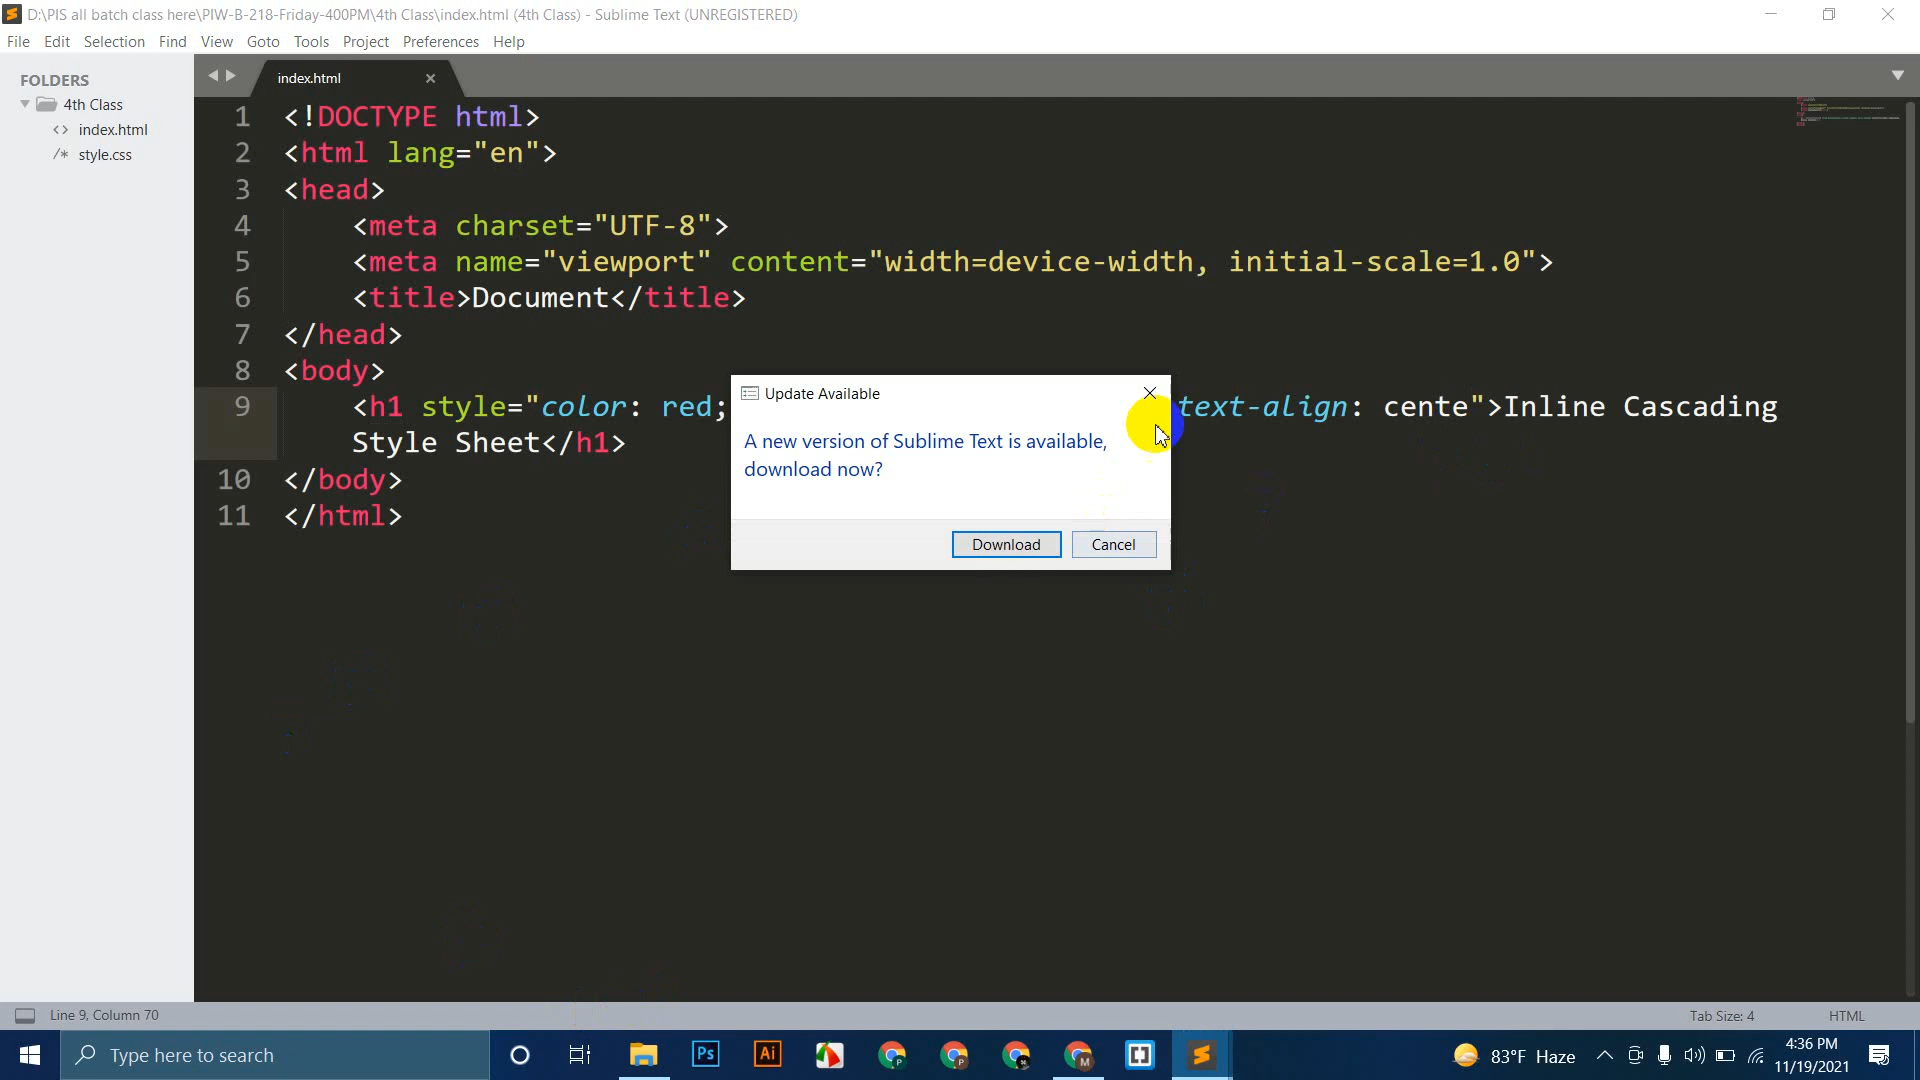 D:\PIS all batch class here\PIW-B-218-Friday-400PM\4th Class\index.html (4th Class) - Sublime Text (UNREGISTERED)
File Edit Selection Find View Goto Tools Project Preferences Help
FOLDERS
4th Class
<> index.html
/* style.css
index.html
1 <!DOCTYPE html>
2 <html lang="en">
3 <head>
4 <meta charset="UTF-8">
5 <meta name="viewport" content="width=device-width, initial-scale=1.0">
6 <title>Document</title>
7 </head>
8 <body>
9 <h1 style="color: red; text-align: cente">Inline Cascading
Style Sheet</h1>
10 </body>
11 </html>
Update Available
A new version of Sublime Text is available,
download now?
Download Cancel
Line 9, Column 70
Tab Size: 4 HTML
Type here to search
Ps
Ai
83°F Haze
4:36 PM
11/19/2021